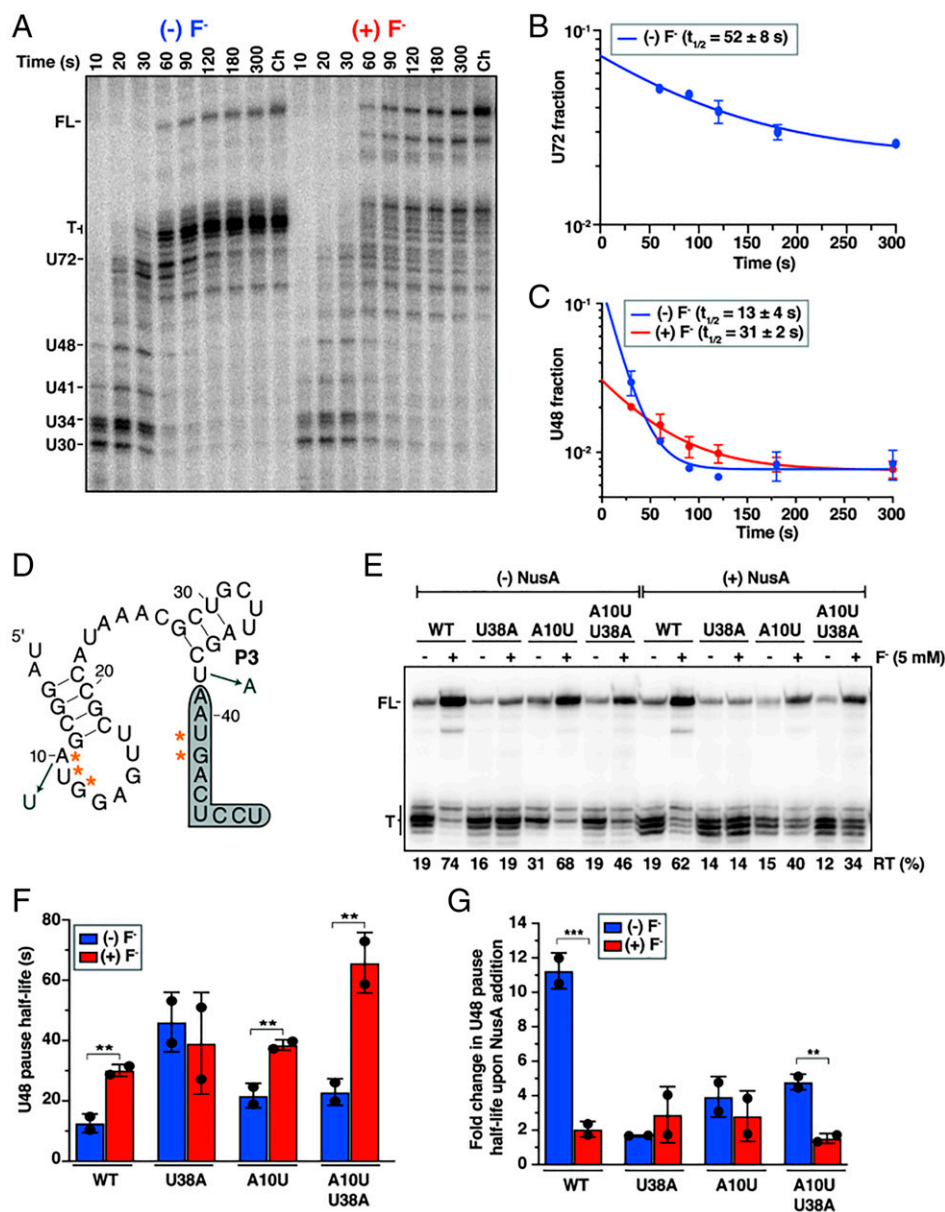 A
(-) F-
(+) F-
Time (s)
10 20 30 60 90 120 180 300 Ch 10 20 30 60 90 120 180 300 Ch
FL-
T-
U72-
U48-
U41-
U34-
U30-
B
(-) F- (t1/2 = 52 ± 8 s)
U72 fraction
10-1
10-2
0 50 100 150 200 250 300
Time (s)
C
(-) F- (t1/2 = 13 ± 4 s)
(+) F- (t1/2 = 31 ± 2 s)
U48 fraction
10-1
10-2
0 50 100 150 200 250 300
Time (s)
D
5'
10
20
30
40
P3
A
U
E
(-) NusA (+) NusA
WT U38A A10U A10U U38A WT U38A A10U A10U U38A
- + - + - + - + - + - + - + - + F- (5 mM)
FL-
T
19 74 16 19 31 68 19 46 19 62 14 14 15 40 12 34 RT (%)
F
(-) F-
(+) F-
U48 pause half-life (s)
80
60
40
20
0
** ** **
WT U38A A10U A10U U38A
G
(-) F-
(+) F-
Fold change in U48 pause
half-life upon NusA addition
14
12
10
8
6
4
2
0
*** **
WT U38A A10U A10U U38A